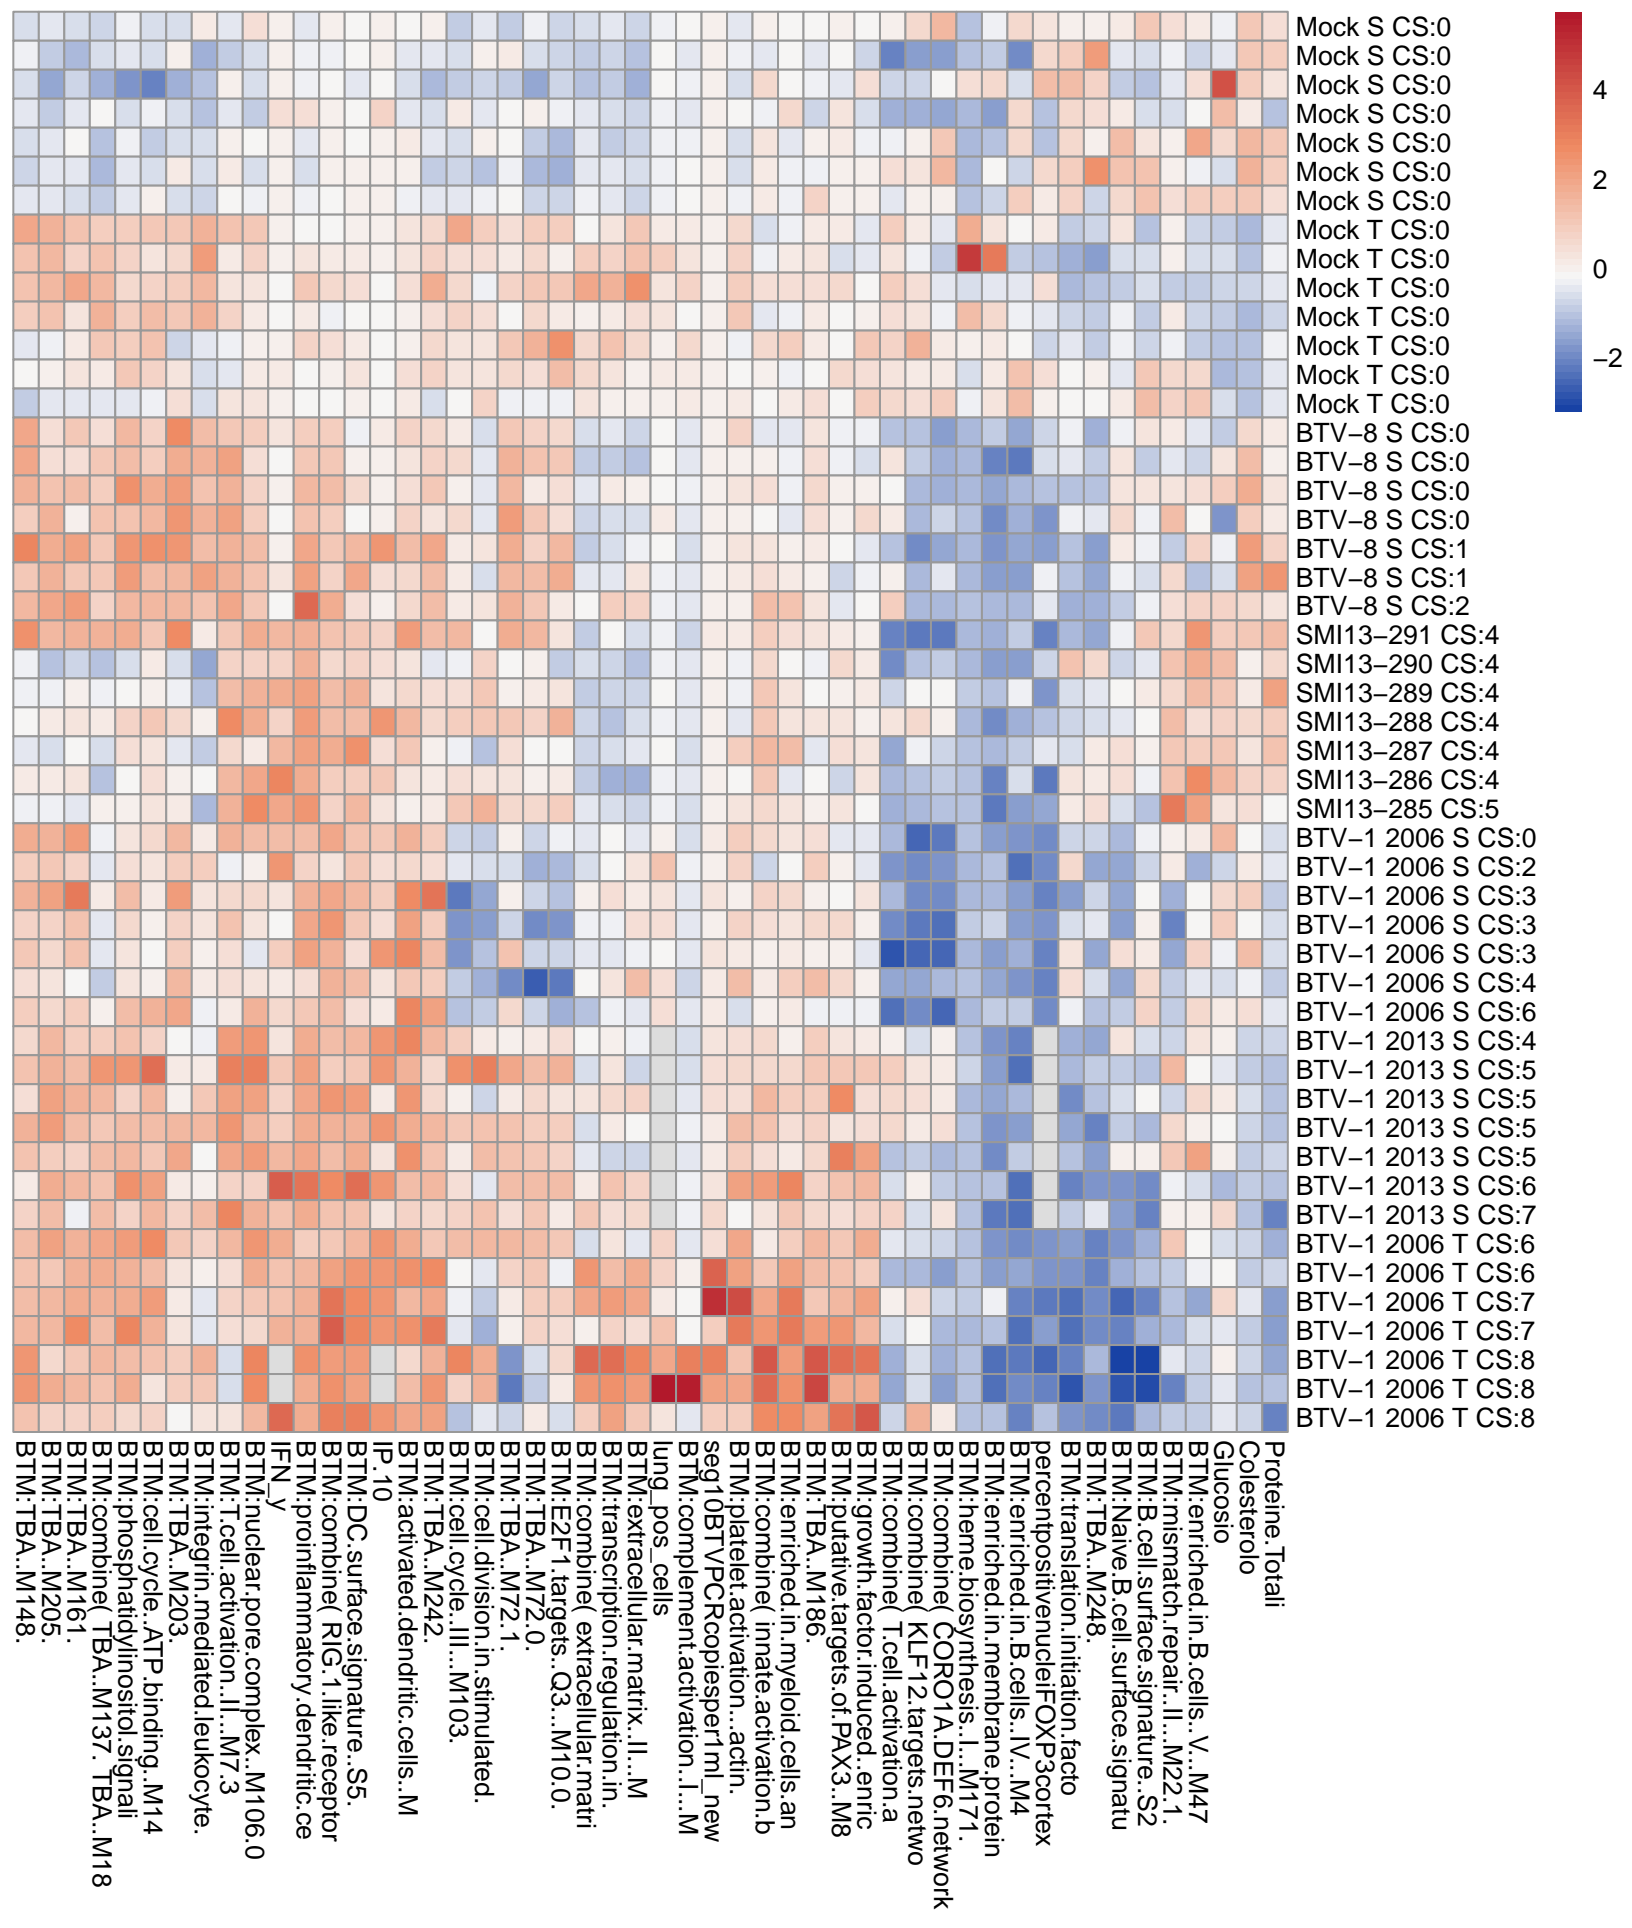 Mock S CS:0
Mock S CS:0
Mock S CS:0
Mock S CS:0
Mock S CS:0
Mock S CS:0
Mock S CS:0
Mock T CS:0
Mock T CS:0
Mock T CS:0
Mock T CS:0
Mock T CS:0
Mock T CS:0
Mock T CS:0
BTV−8 S CS:0
BTV−8 S CS:0
BTV−8 S CS:0
BTV−8 S CS:0
BTV−8 S CS:1
BTV−8 S CS:1
BTV−8 S CS:2
SMI13−291 CS:4
SMI13−290 CS:4
SMI13−289 CS:4
SMI13−288 CS:4
SMI13−287 CS:4
SMI13−286 CS:4
SMI13−285 CS:5
BTV−1 2006 S CS:0
BTV−1 2006 S CS:2
BTV−1 2006 S CS:3
BTV−1 2006 S CS:3
BTV−1 2006 S CS:3
BTV−1 2006 S CS:4
BTV−1 2006 S CS:6
BTV−1 2013 S CS:4
BTV−1 2013 S CS:5
BTV−1 2013 S CS:5
BTV−1 2013 S CS:5
BTV−1 2013 S CS:5
BTV−1 2013 S CS:6
BTV−1 2013 S CS:7
BTV−1 2006 T CS:6
BTV−1 2006 T CS:6
BTV−1 2006 T CS:7
BTV−1 2006 T CS:7
BTV−1 2006 T CS:8
BTV−1 2006 T CS:8
BTV−1 2006 T CS:8
4
2
0
−2
BTM:TBA..M148.
BTM:TBA..M205.
BTM:TBA..M161.
BTM:combine( TBA..M137. TBA..M18
BTM:phosphatidylinositol.signali
BTM:cell.cycle...ATP.binding..M14
BTM:TBA..M203.
BTM:integrin.mediated.leukocyte.
BTM:T.cell.activation..II...M7.3
BTM:nuclear.pore.complex..M106.0
IFN_y
BTM:proinflammatory.dendritic.ce
BTM:combine( RIG.1.like.receptor
BTM:DC.surface.signature..S5.
IP.10
BTM:activated.dendritic.cells...M
BTM:TBA..M242.
BTM:cell.cycle...III....M103.
BTM:cell.division.in.stimulated.
BTM:TBA...M72.1.
BTM:TBA...M72.0.
BTM:E2F1.targets..Q3...M10.0.
BTM:combine( extracellular.matri
BTM:transcription.regulation.in.
BTM:extracellular.matrix..II...M
lung_pos_cells
BTM:complement.activation..I...M
seg10BTVPCRcopiesper1ml_new
BTM:platelet.activation...actin.
BTM:combine( innate.activation.b
BTM:enriched.in.myeloid.cells.an
BTM:TBA..M186.
BTM:putative.targets.of.PAX3..M8
BTM:growth.factor.induced..enric
BTM:combine( T.cell.activation.a
BTM:combine( KLF12.targets.netwo
BTM:combine( CORO1A.DEF6.network
BTM:heme.biosynthesis..I...M171.
BTM:enriched.in.membrane.protein
BTM:enriched.in.B.cells..IV...M4
percentpositivenucleiFOXP3cortex
BTM:translation.initiation.facto
BTM:TBA..M248.
BTM:Naive.B.cell.surface.signatu
BTM:B.cell.surface.signature..S2
BTM:mismatch.repair...II....M22.1.
BTM:enriched.in.B.cells..V...M47
Glucosio
Colesterolo
Proteine.Totali